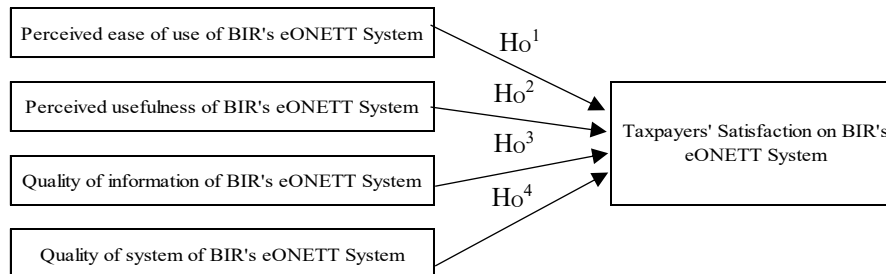 Perceived ease of use of BIR's eONETT System
Ho1
Perceived usefulness of BIR's eONETT System
Ho2
Taxpayers' Satisfaction on BIR's
eONETT System
Ho3
Quality of information of BIR's eONETT System
Ho4
Quality of system of BIR's eONETT System